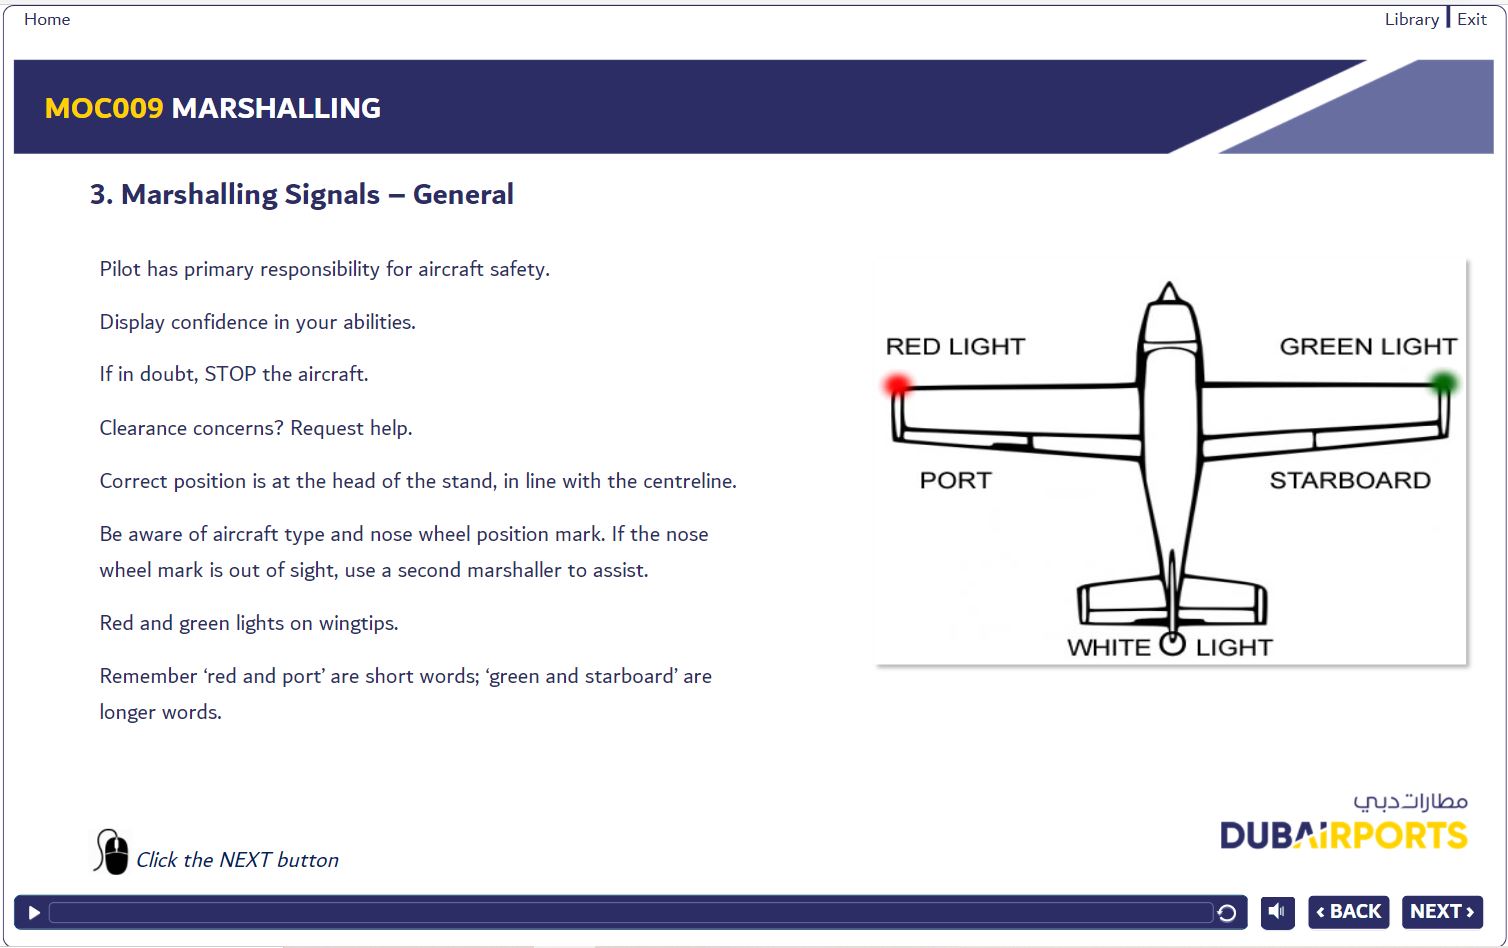 Home
Library
Exit
MOC009 MARSHALLING
3. Marshalling Signals – General
Pilot has primary responsibility for aircraft safety.
Display confidence in your abilities.
If in doubt, STOP the aircraft.
Clearance concerns? Request help.
Correct position is at the head of the stand, in line with the centreline.
Be aware of aircraft type and nose wheel position mark. If the nose
wheel mark is out of sight, use a second marshaller to assist.
Red and green lights on wingtips.
Remember ‘red and port’ are short words; ‘green and starboard’ are
longer words.
RED LIGHT
GREEN LIGHT
PORT
STARBOARD
WHITE LIGHT
مطارات دبي
DUBAiRPORTS
Click the NEXT button
‹ BACK
NEXT ›